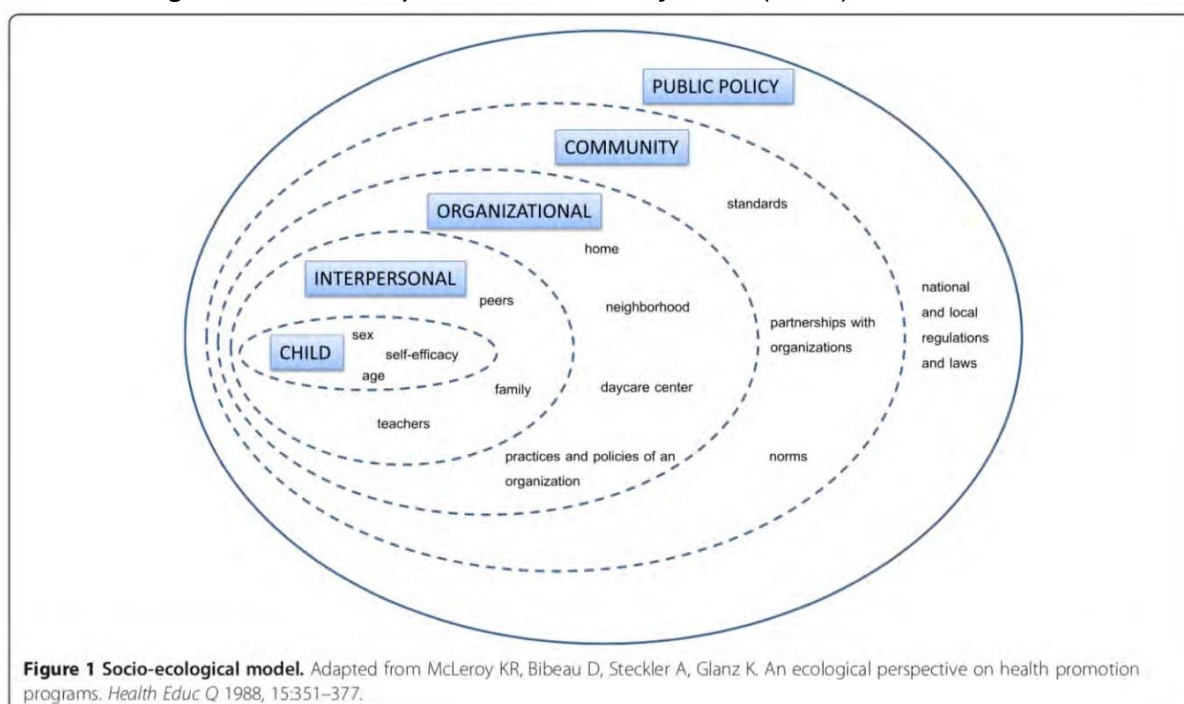 PUBLIC POLICY
COMMUNITY
ORGANIZATIONAL
standards
home
INTERPERSONAL
peers
neighborhood
national
and local
regulations
and laws
partnerships with
organizations
sex
CHILD
self-efficacy
age
family
daycare center
teachers
practices and policies of an
organization
norms
Figure 1 Socio-ecological model. Adapted from McLeroy KR, Bibeau D, Steckler A, Glanz K. An ecological perspective on health promotion
programs. Health Educ Q 1988, 15:351–377.